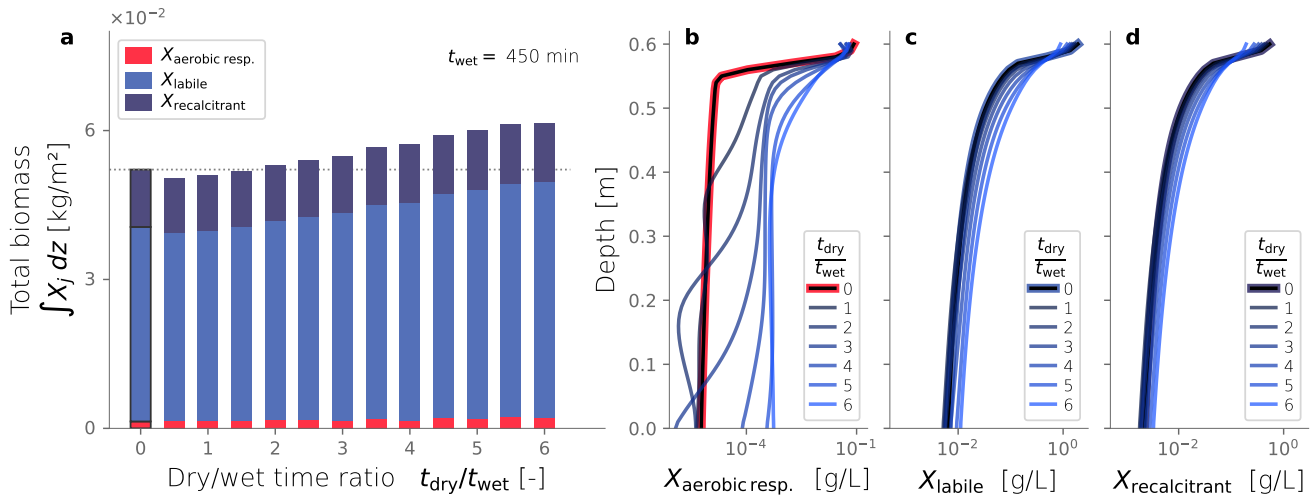 ×10⁻²
a
X aerobic resp.
X labile
X recalcitrant
t wet = 450 min
Total biomass
∫ X j dz [kg/m²]
6
3
0
0 1 2 3 4 5 6
Dry/wet time ratio t dry/t wet [-]
b
Depth [m]
0.6
0.5
0.4
0.3
0.2
0.1
0.0
t dry
t wet
0
1
2
3
4
5
6
10⁻⁴ 10⁻¹
X aerobic resp. [g/L]
c
t dry
t wet
0
1
2
3
4
5
6
10⁻² 10⁰
X labile [g/L]
d
t dry
t wet
0
1
2
3
4
5
6
10⁻² 10⁰
X recalcitrant [g/L]